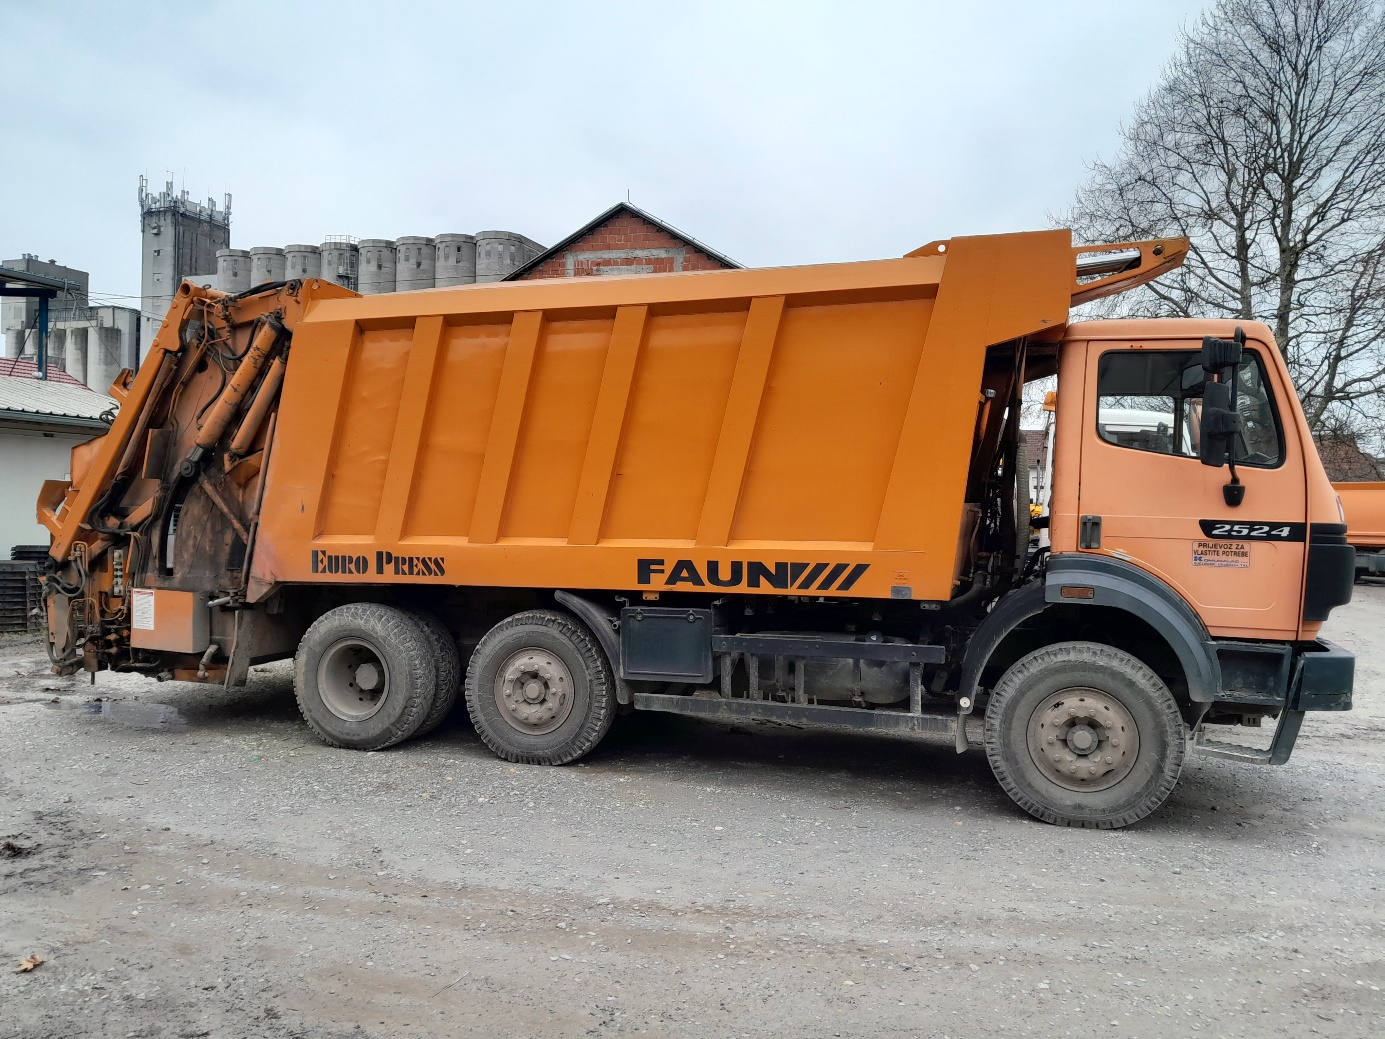 EURO PRESS
FAUN
2524
PRIJEVOZ ZA
VLASTITE POTREBE